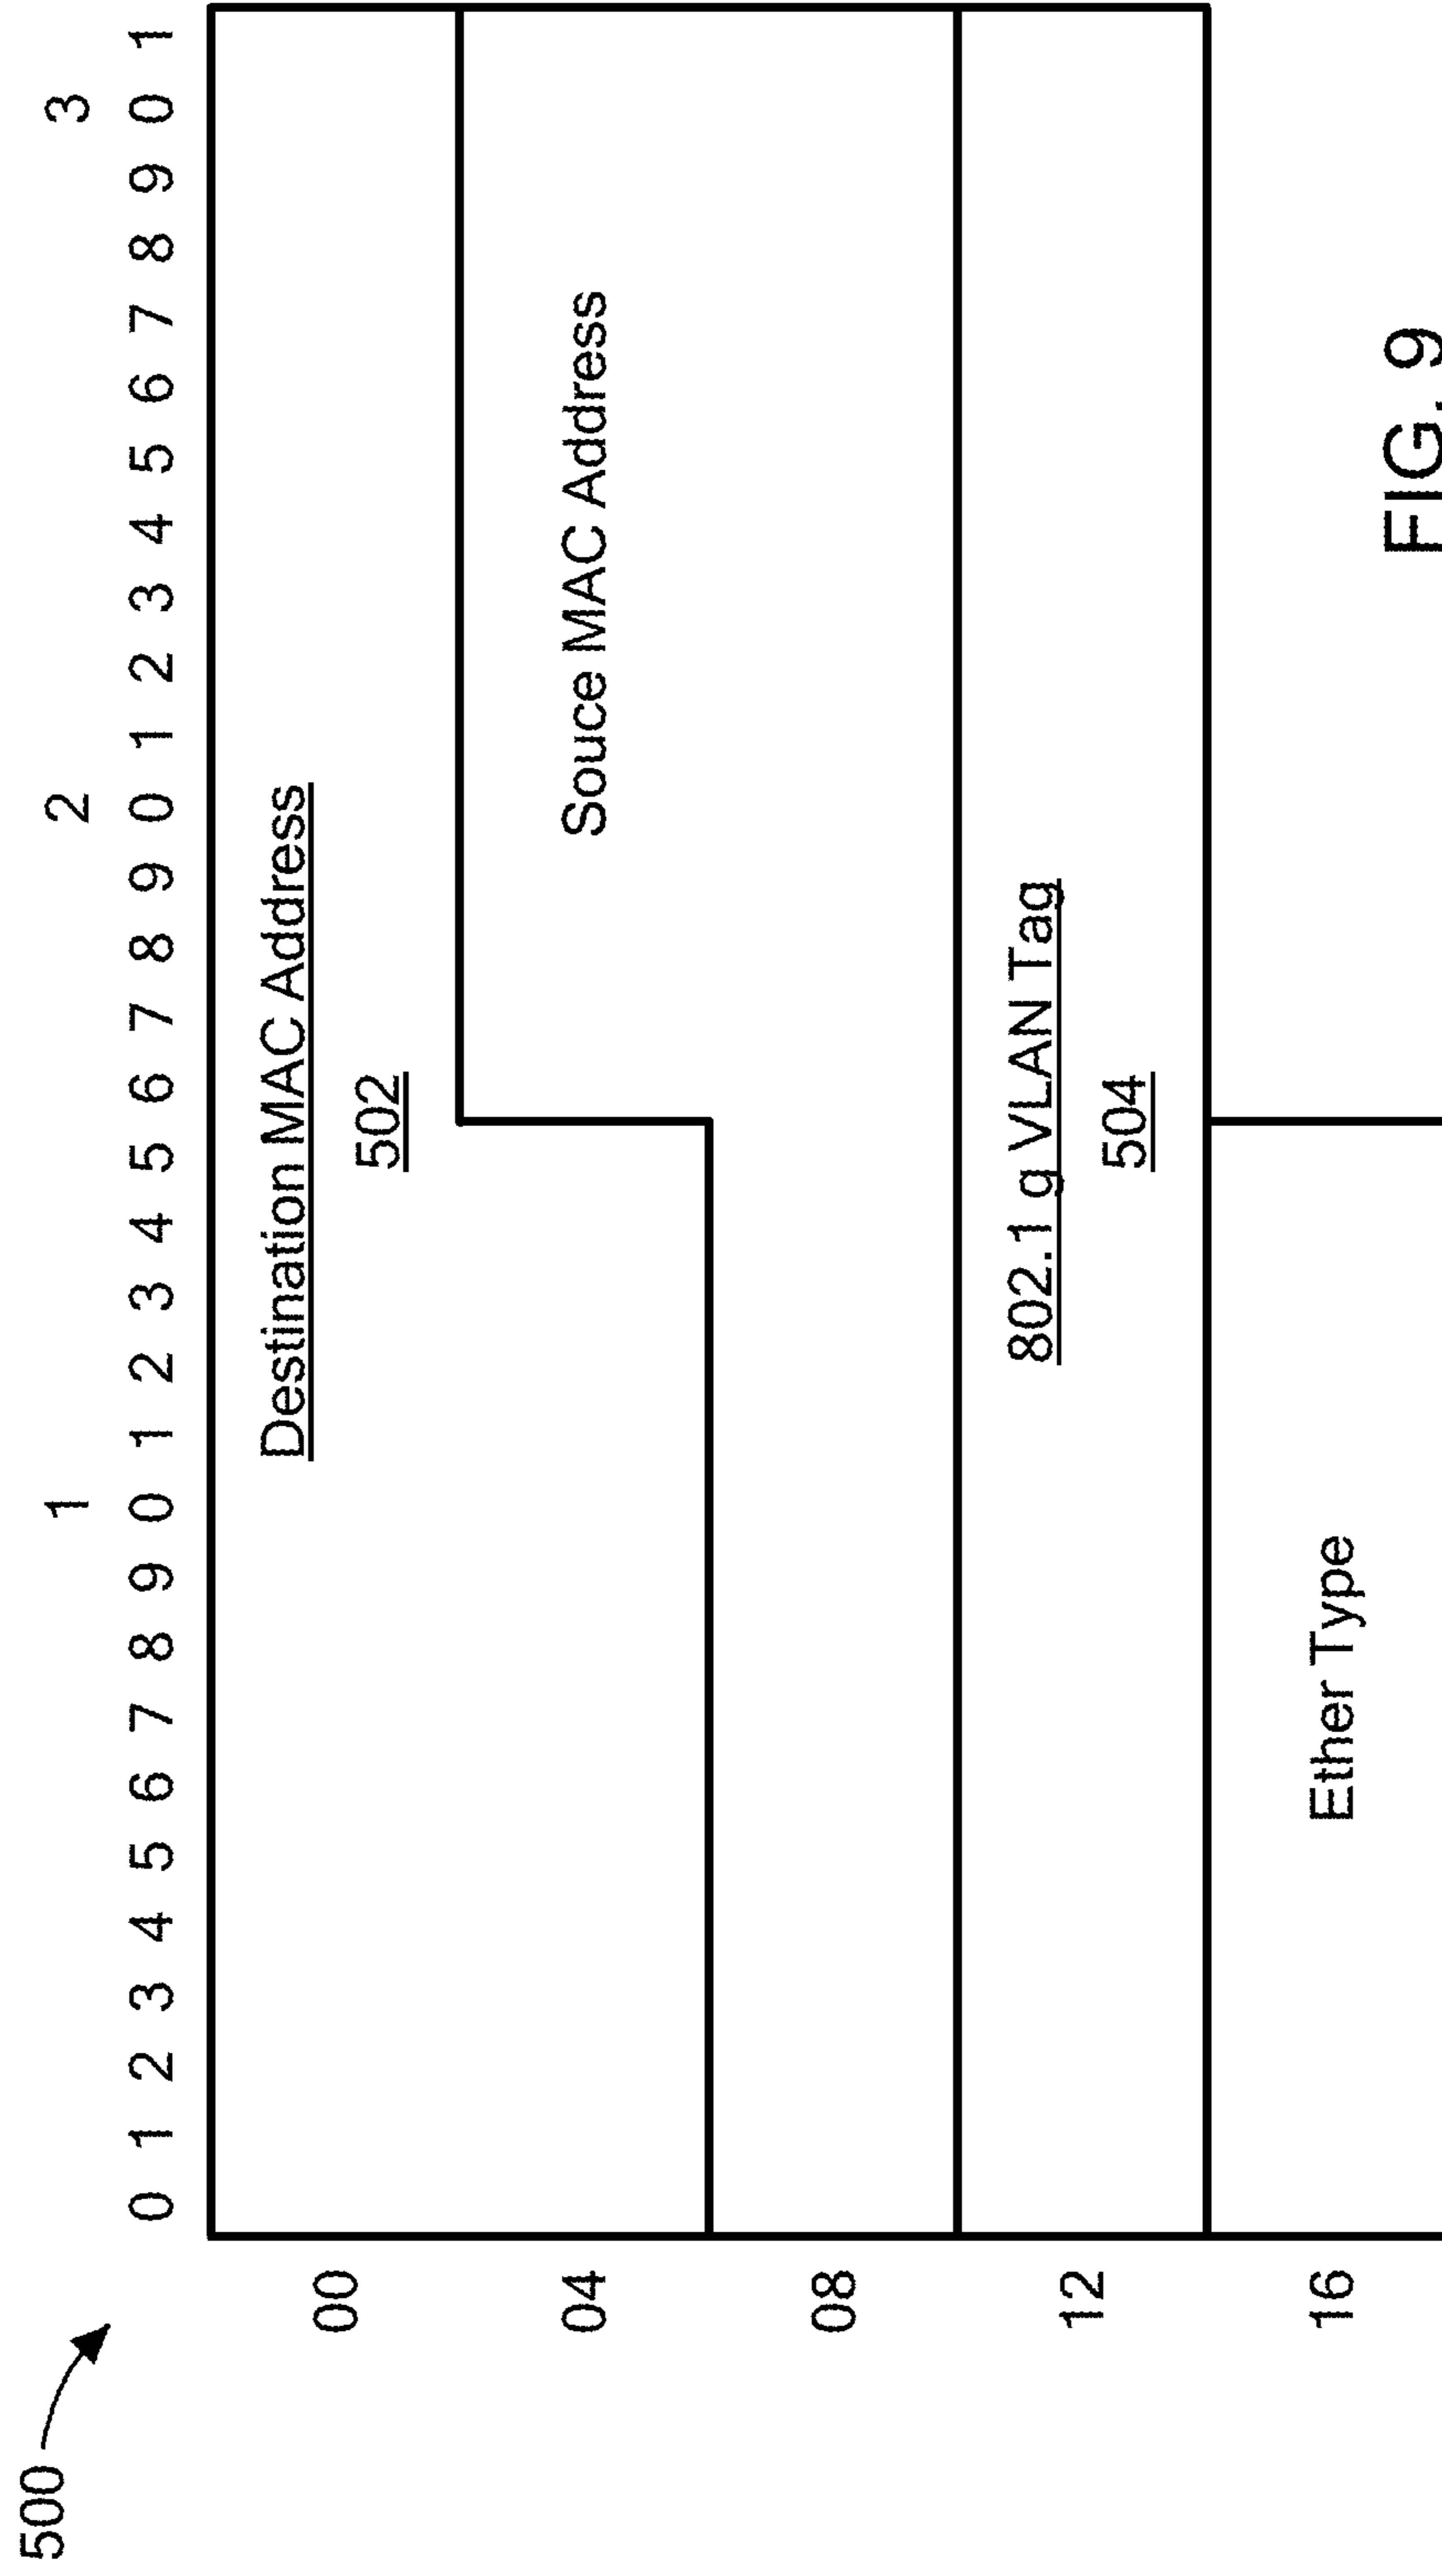 500
1 2 3
0 1 2 3 4 5 6 7 8 9 0 1 2 3 4 5 6 7 8 9 0 1 2 3 4 5 6 7 8 9 0 1
00
Destination MAC Address
502
04
Souce MAC Address
08
12
802.1 g VLAN Tag
504
16
Ether Type
FIG. 9